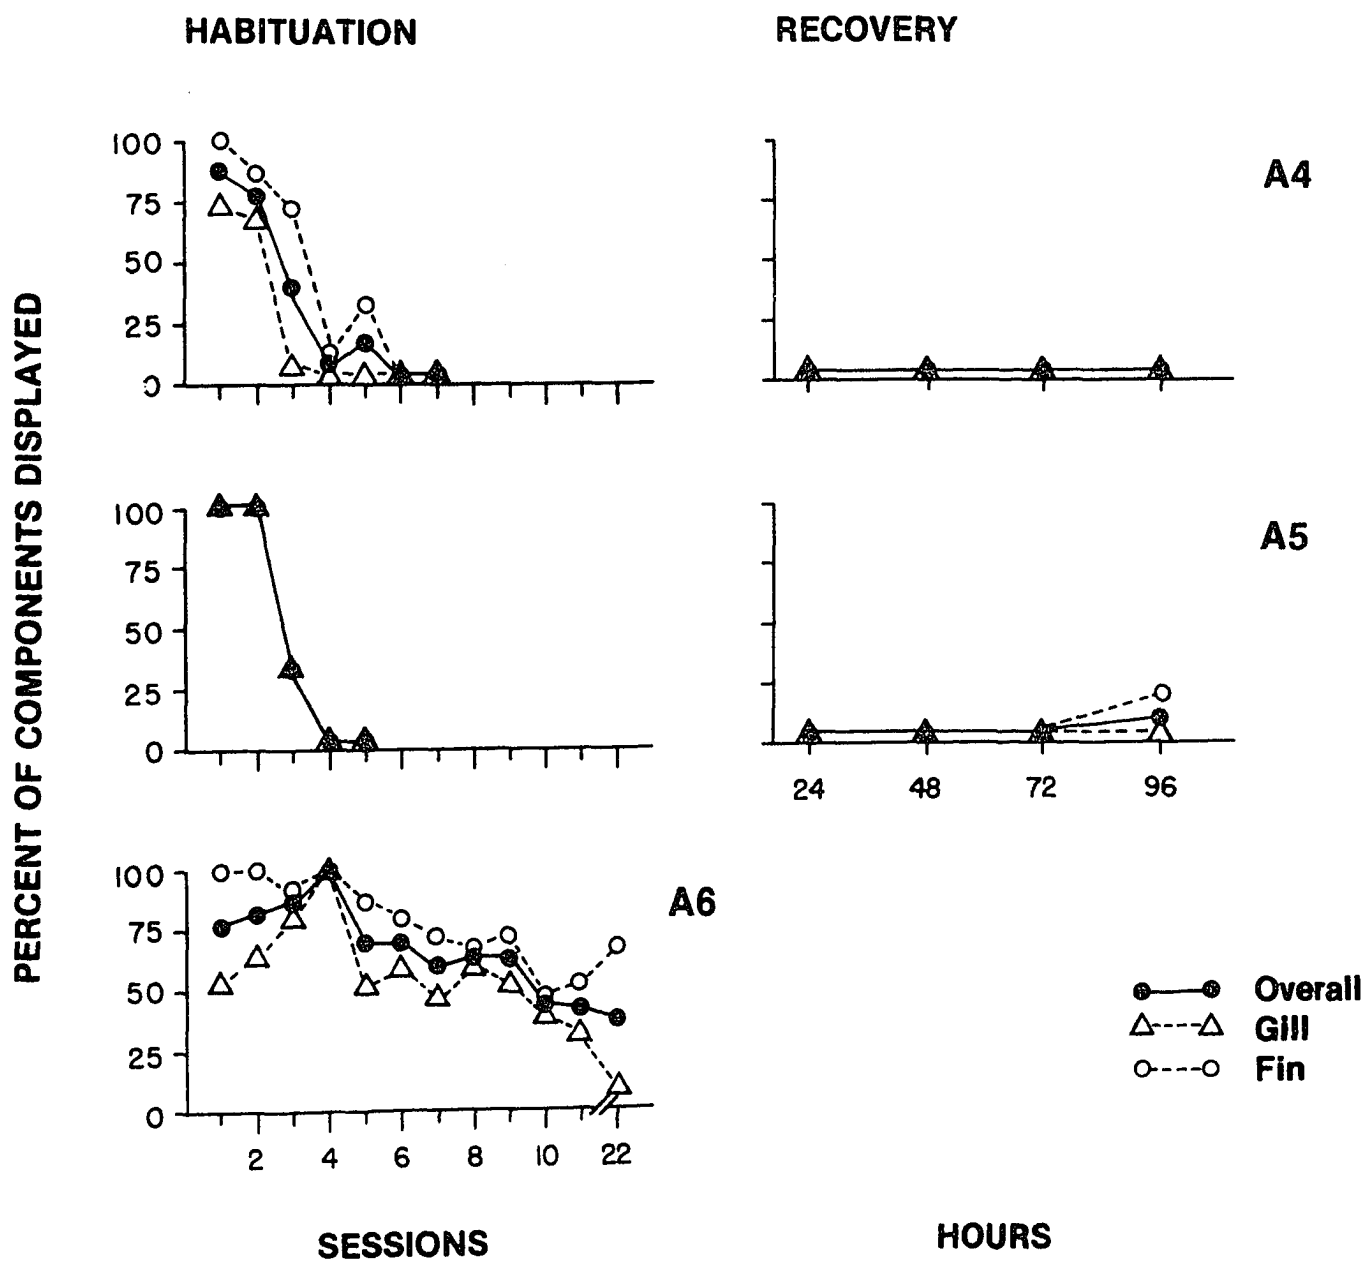 HABITUATION
RECOVERY
PERCENT OF COMPONENTS DISPLAYED
100
75
50
25
0
A4
100
75
50
25
0
A5
24 48 72 96
100
75
50
25
0
A6
2 4 6 8 10 22
Overall
Gill
Fin
SESSIONS
HOURS